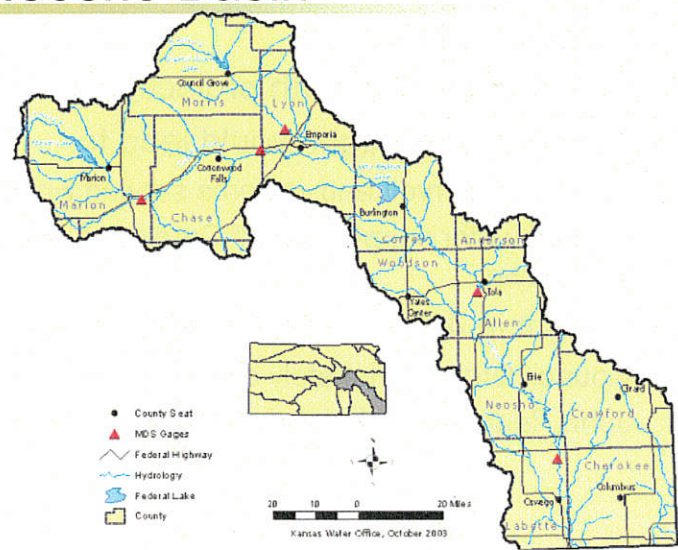 Council Grove
Morris
Lyon
Emporia
Marion
Cottonwood
Falls
Marion
Chase
Burlington
Coffey
Anderson
Woodson
Yates
Center
Iola
Allen
Erie
Girard
Neosho
Crawford
Cherokee
Columbus
Oswego
Labette
County Seat
MDS Gages
Federal Highway
Hydrology
Federal Lake
County
20 10 0 20 Miles
Kansas Water Office, October 2003